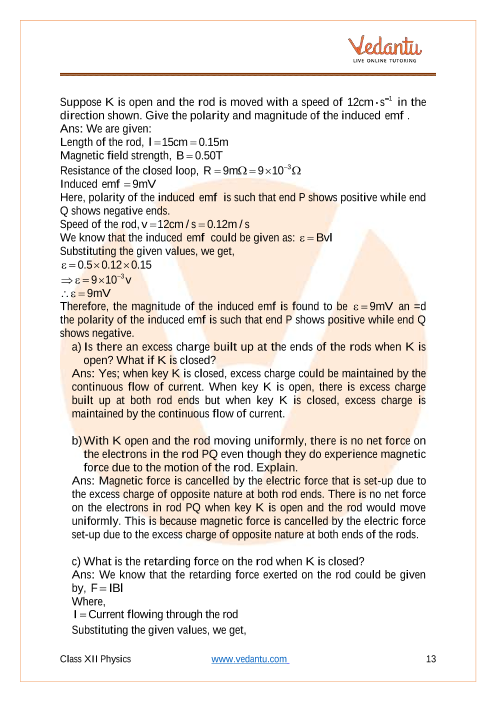 Vedantu
LIVE ONLINE TUTORING
Suppose K is open and the rod is moved with a speed of 12cm·s⁻¹ in the
direction shown. Give the polarity and magnitude of the induced emf .
Ans: We are given:
Length of the rod, l = 15cm = 0.15m
Magnetic field strength, B = 0.50T
Resistance of the closed loop, R = 9mΩ = 9×10⁻³Ω
Induced emf = 9mV
Here, polarity of the induced emf is such that end P shows positive while end
Q shows negative ends.
Speed of the rod, v = 12cm / s = 0.12m / s
We know that the induced emf could be given as: ε = Bvl
Substituting the given values, we get,
ε = 0.5×0.12×0.15
⇒ ε = 9×10⁻³v
∴ ε = 9mV
Therefore, the magnitude of the induced emf is found to be ε = 9mV an =d
the polarity of the induced emf is such that end P shows positive while end Q
shows negative.
a) Is there an excess charge built up at the ends of the rods when K is
open? What if K is closed?
Ans: Yes; when key K is closed, excess charge could be maintained by the
continuous flow of current. When key K is open, there is excess charge
built up at both rod ends but when key K is closed, excess charge is
maintained by the continuous flow of current.
b) With K open and the rod moving uniformly, there is no net force on
the electrons in the rod PQ even though they do experience magnetic
force due to the motion of the rod. Explain.
Ans: Magnetic force is cancelled by the electric force that is set-up due to
the excess charge of opposite nature at both rod ends. There is no net force
on the electrons in rod PQ when key K is open and the rod would move
uniformly. This is because magnetic force is cancelled by the electric force
set-up due to the excess charge of opposite nature at both ends of the rods.
c) What is the retarding force on the rod when K is closed?
Ans: We know that the retarding force exerted on the rod could be given
by, F = IBl
Where,
I = Current flowing through the rod
Substituting the given values, we get,
Class XII Physics www.vedantu.com 13